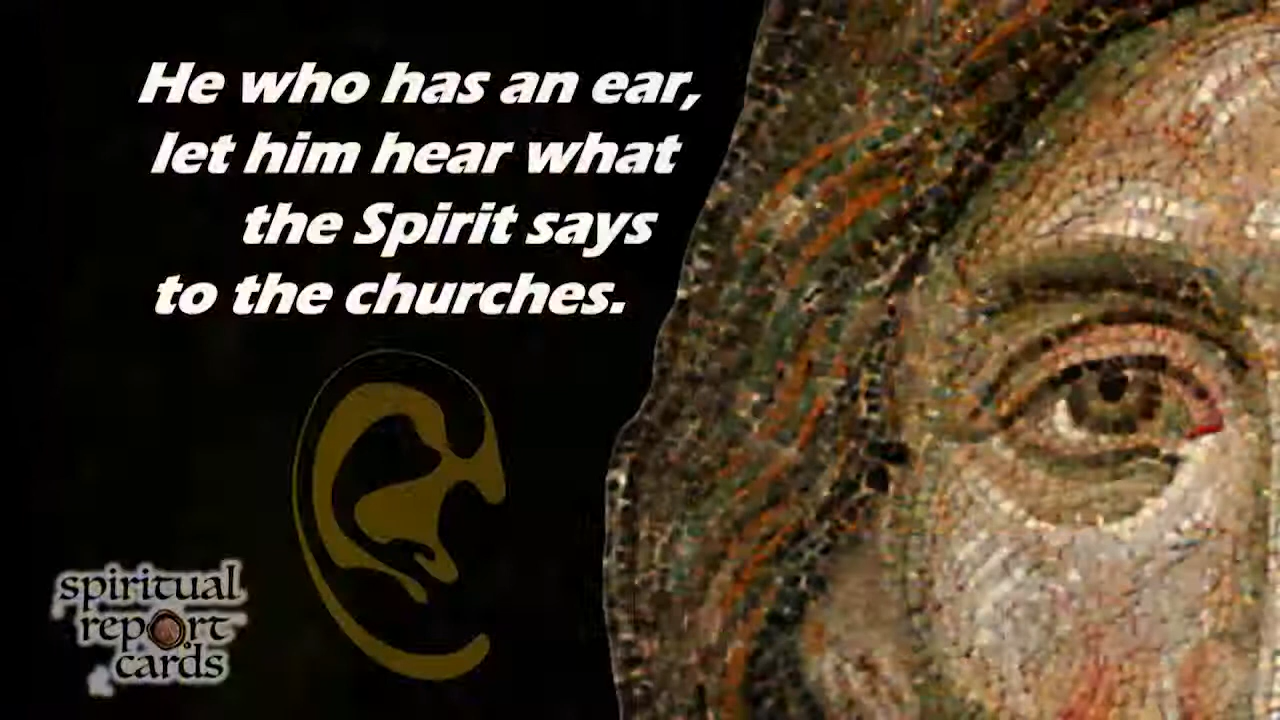 He who has an ear,
let him hear what
the Spirit says
to the churches.
spiritual
report
cards